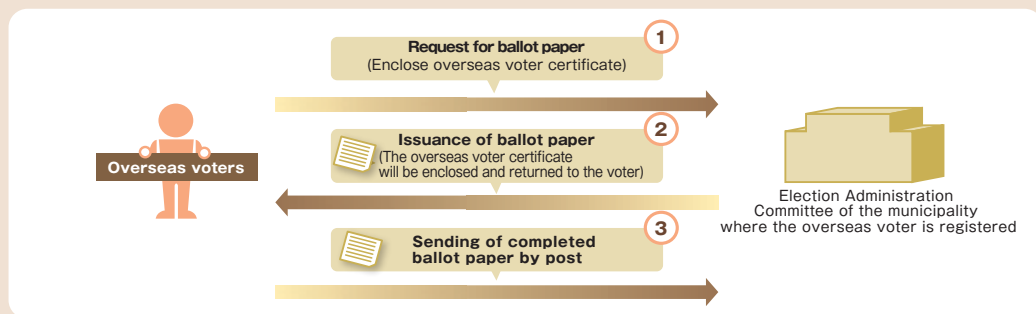 1
Request for ballot paper
(Enclose overseas voter certificate)
2
Issuance of ballot paper
(The overseas voter certificate
will be enclosed and returned to the voter)
Overseas voters
Election Administration
Committee of the municipality
where the overseas voter is registered
3
Sending of completed
ballot paper by post